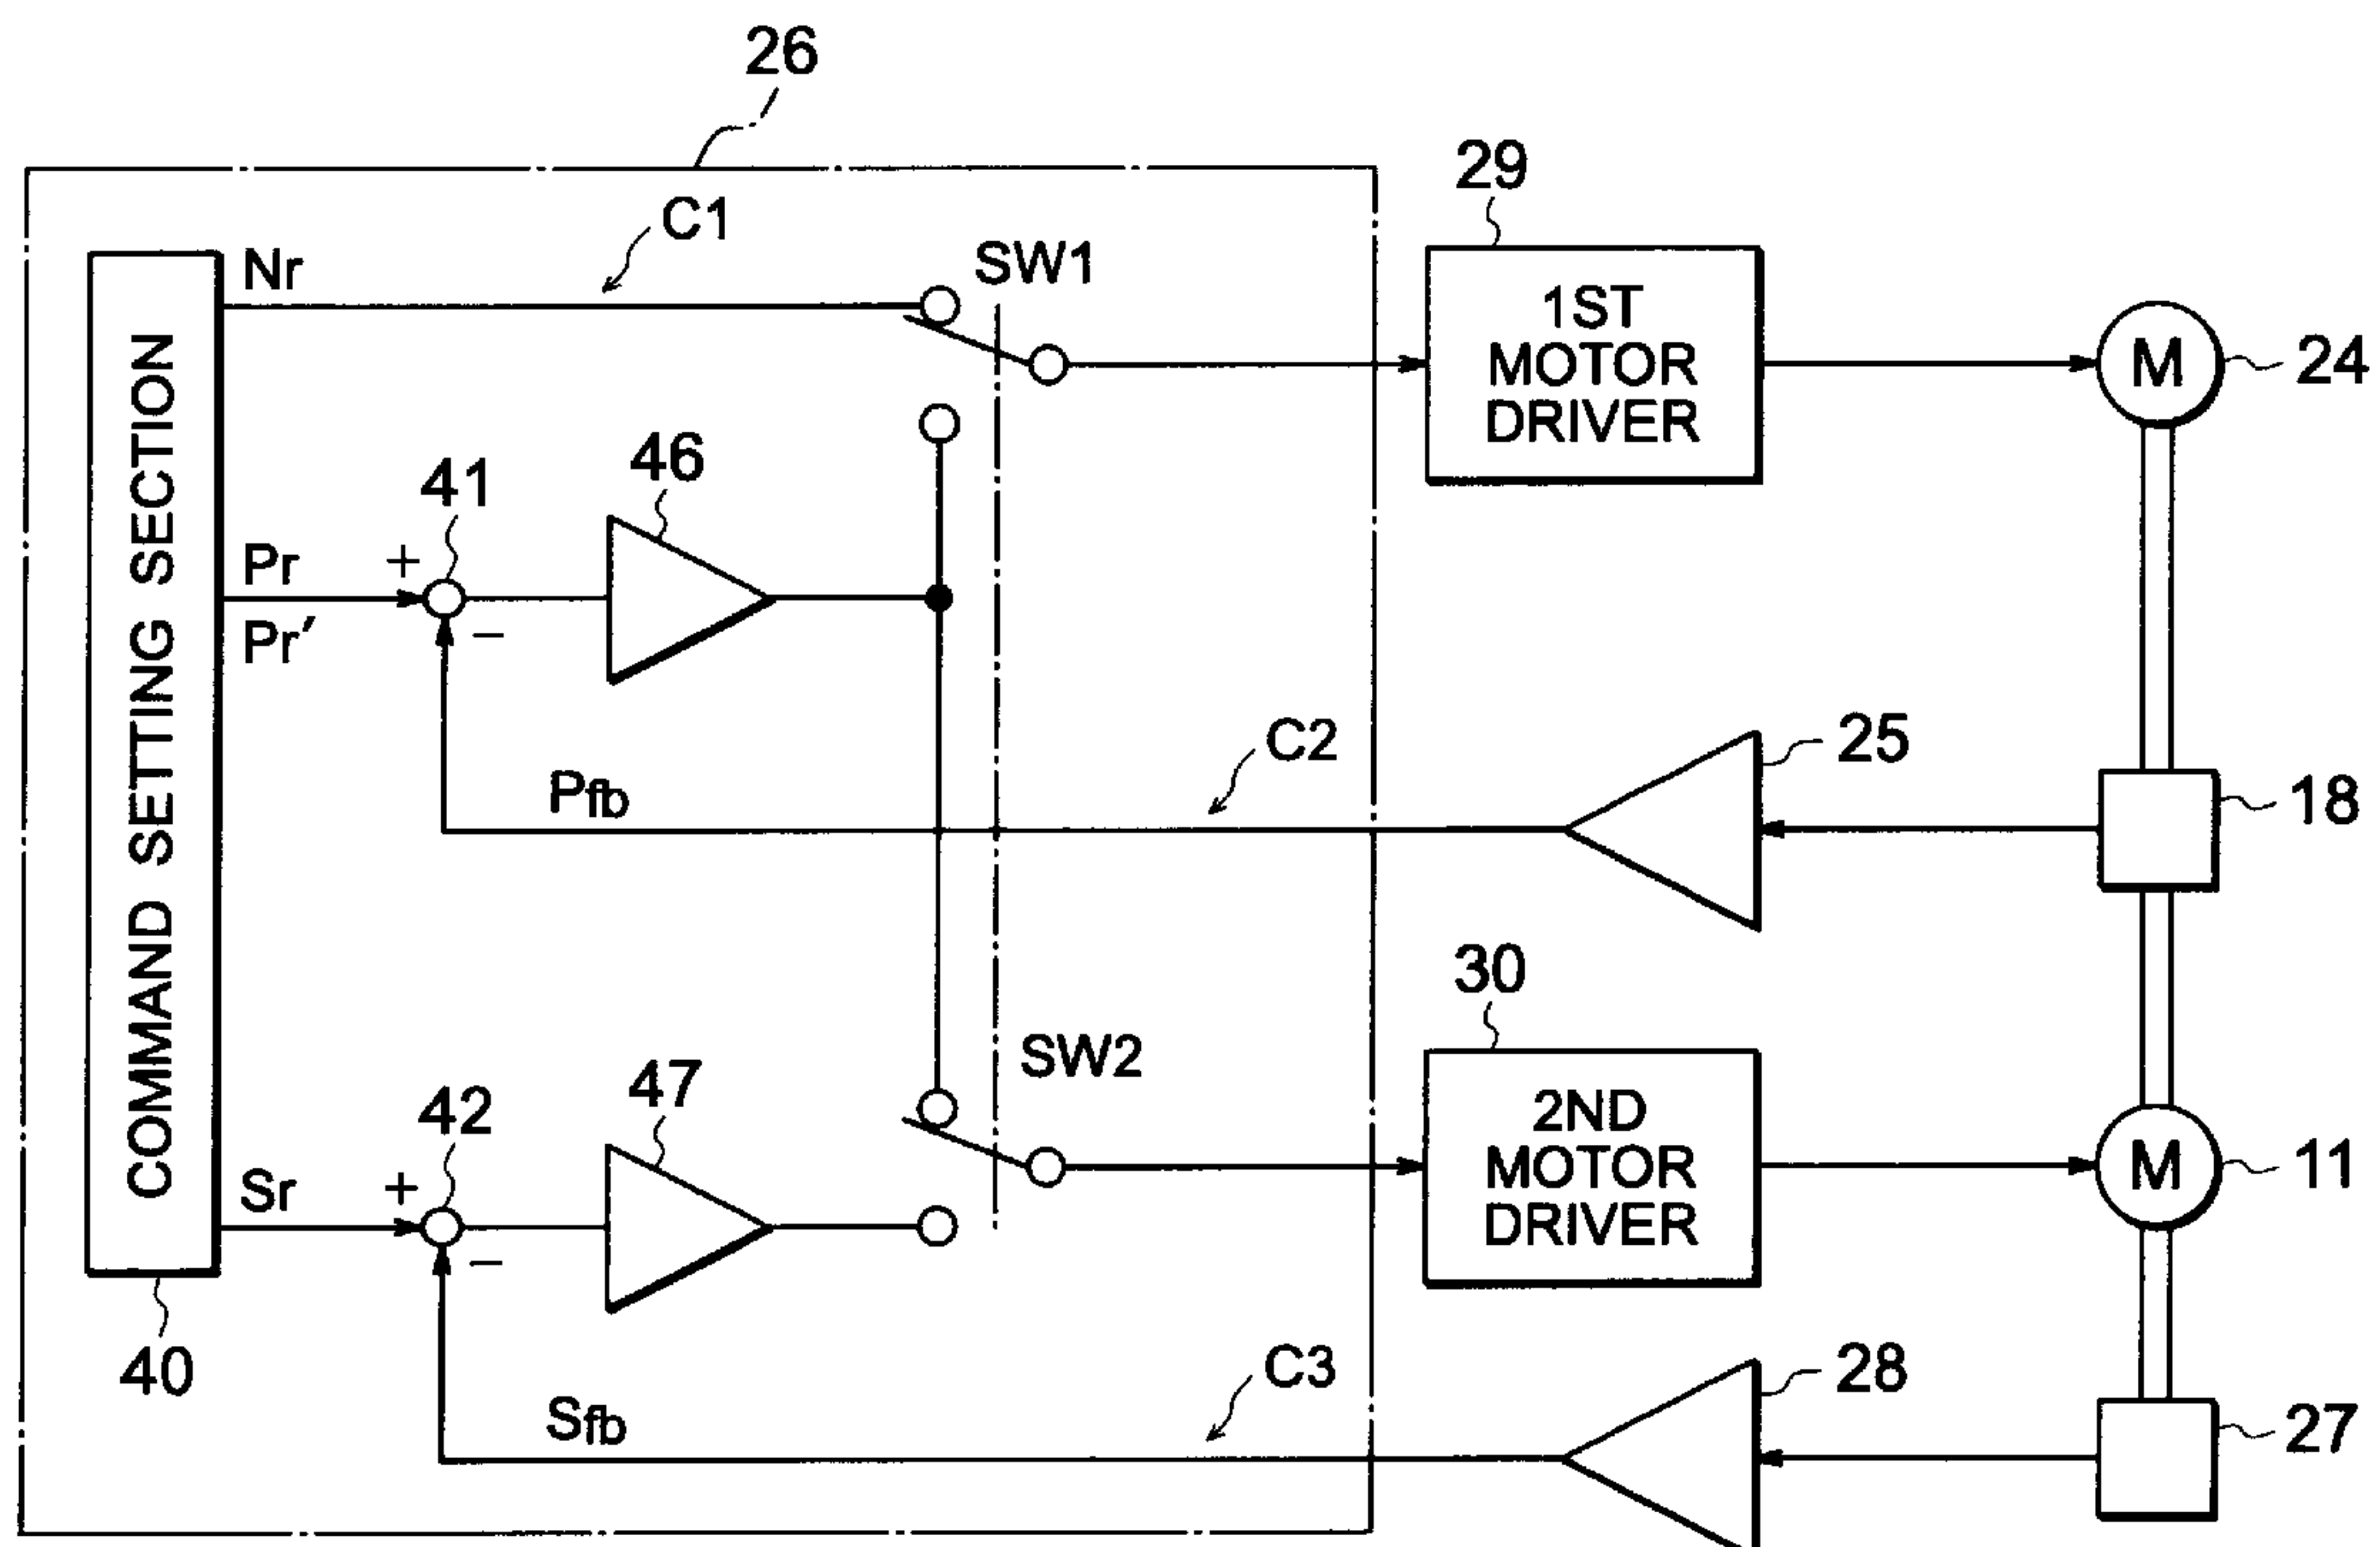 26
C1
29
Nr
SW1
1ST
MOTOR
DRIVER
M
24
COMMAND SETTING SECTION
41
46
Pr
+
Pr′
−
C2
25
Pfb
18
30
SW2
2ND
MOTOR
DRIVER
M
11
42
47
Sr
+
−
40
C3
28
Sfb
27